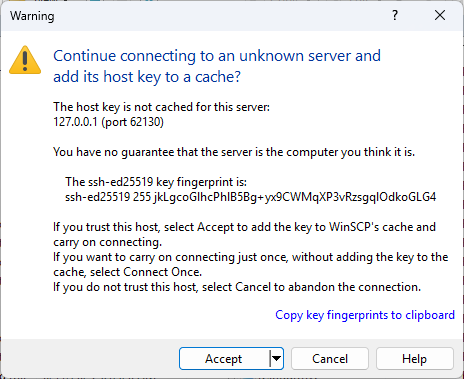 Warning
Continue connecting to an unknown server and
add its host key to a cache?
The host key is not cached for this server:
127.0.0.1 (port 62130)
You have no guarantee that the server is the computer you think it is.
The ssh-ed25519 key fingerprint is:
ssh-ed25519 255 jkLgcoGlhcPhIB5Bg+yx9CWMqXP3vRzsgqIOdkoGLG4
If you trust this host, select Accept to add the key to WinSCP's cache and
carry on connecting.
If you want to carry on connecting just once, without adding the key to the
cache, select Connect Once.
If you do not trust this host, select Cancel to abandon the connection.
Copy key fingerprints to clipboard
Accept
Cancel
Help